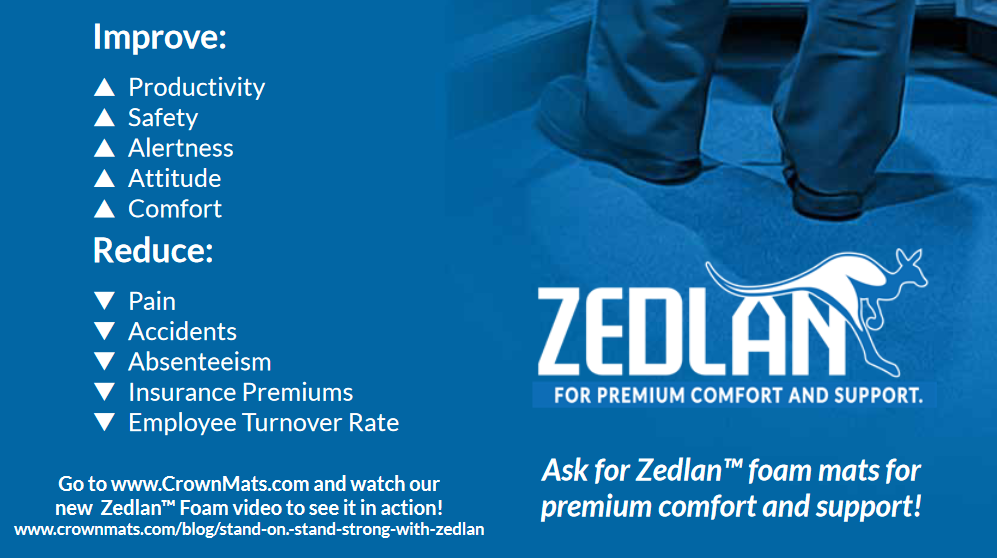 Improve:
▲ Productivity
▲ Safety
▲ Alertness
▲ Attitude
▲ Comfort
Reduce:
▼ Pain
▼ Accidents
▼ Absenteeism
▼ Insurance Premiums
▼ Employee Turnover Rate
Go to www.CrownMats.com and watch our
new Zedlan™ Foam video to see it in action!
www.crownmats.com/blog/stand-on.-stand-strong-with-zedlan
ZEDLAN
FOR PREMIUM COMFORT AND SUPPORT.
Ask for Zedlan™ foam mats for
premium comfort and support!